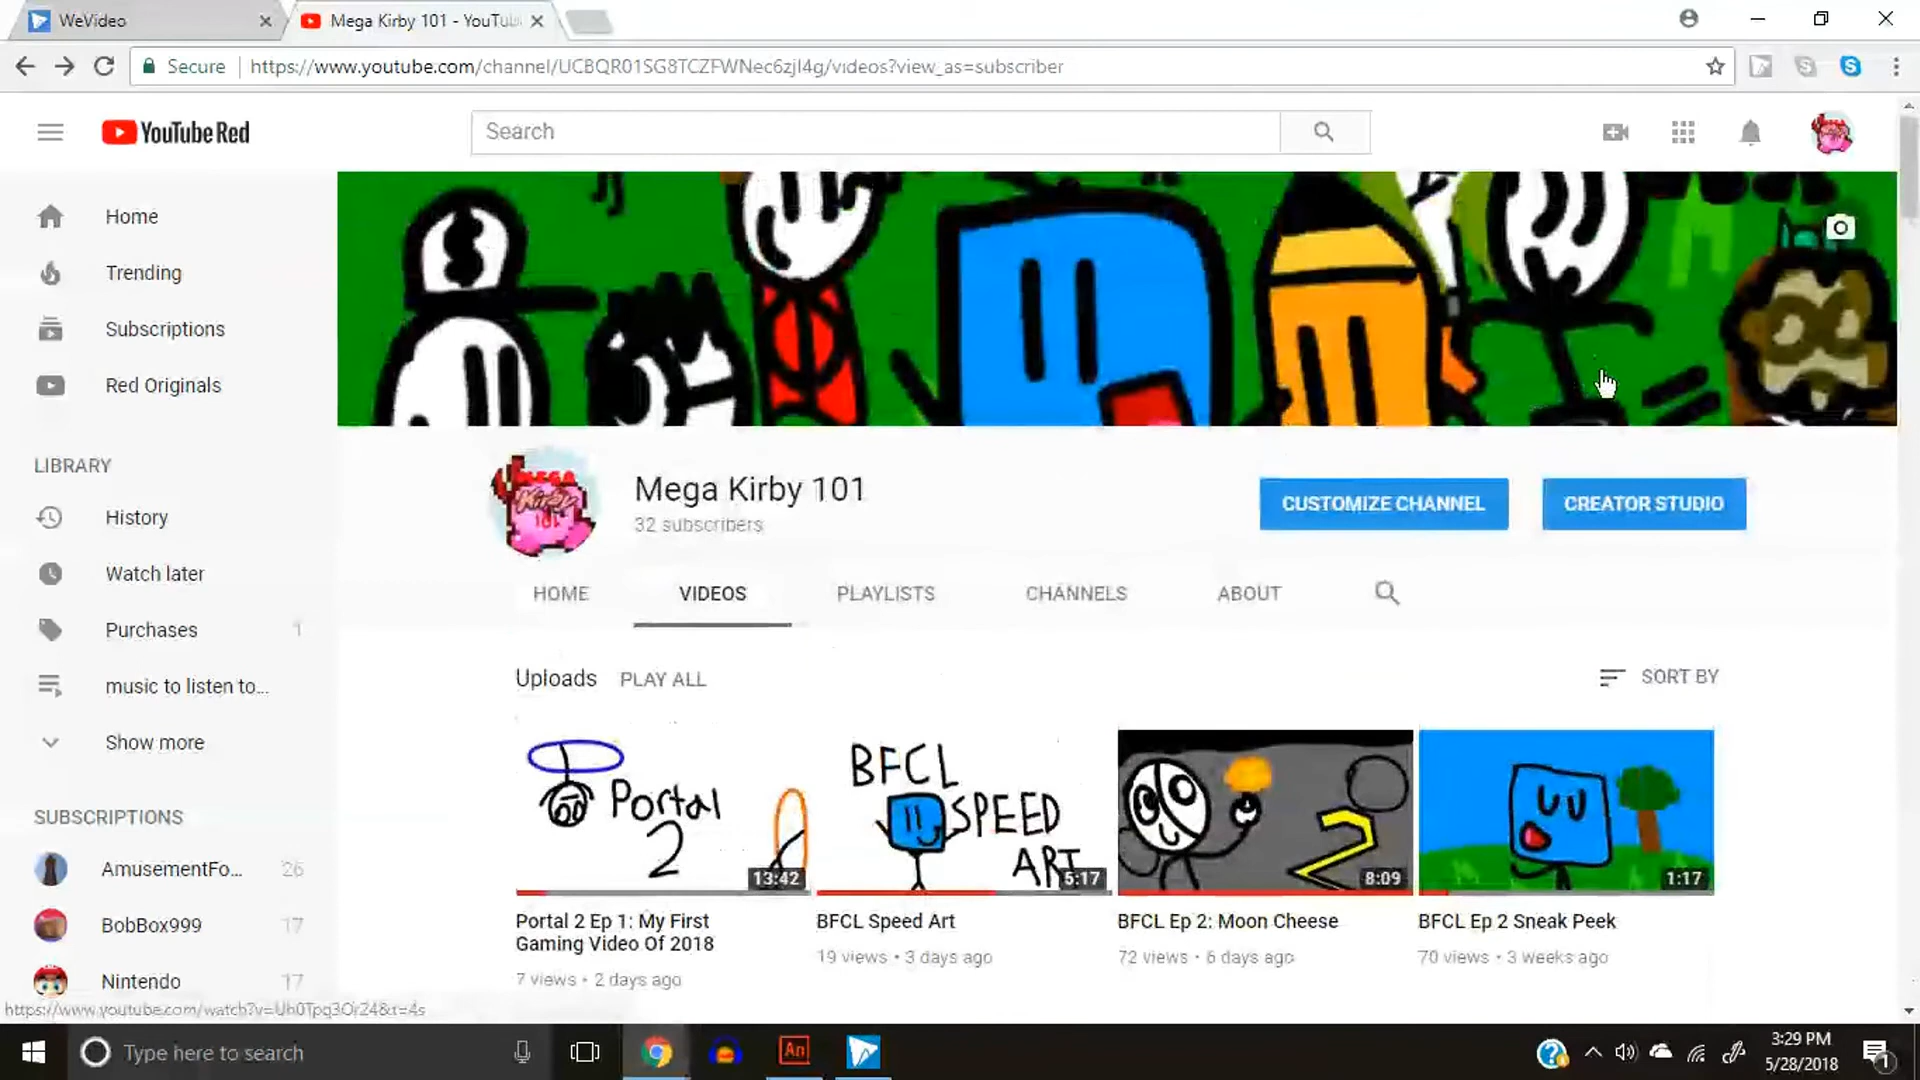 WeVideo
Mega Kirby 101 - YouTub
Secure
https://www.youtube.com/channel/UCBQR01SG8TCZFWNec6zjl4g/videos?view_as=subscriber
YouTube Red
Search
Home
Trending
Subscriptions
Red Originals
LIBRARY
History
Watch later
Purchases 1
music to listen to...
Show more
SUBSCRIPTIONS
AmusementFo... 26
BobBox999 17
Nintendo 17
MEGA
Kirby
101
Mega Kirby 101
32 subscribers
CUSTOMIZE CHANNEL
CREATOR STUDIO
HOME VIDEOS PLAYLISTS CHANNELS ABOUT
Uploads PLAY ALL
SORT BY
Portal
2
13:42
BFCL
SPEED
ART
5:17
2
8:09
1:17
Portal 2 Ep 1: My First
Gaming Video Of 2018
7 views • 2 days ago
BFCL Speed Art
19 views • 3 days ago
BFCL Ep 2: Moon Cheese
72 views • 6 days ago
BFCL Ep 2 Sneak Peek
70 views • 3 weeks ago
https://www.youtube.com/watch?v=Uh0Tpq3OrZ4&t=4s
Type here to search
An
3:29 PM
5/28/2018
1